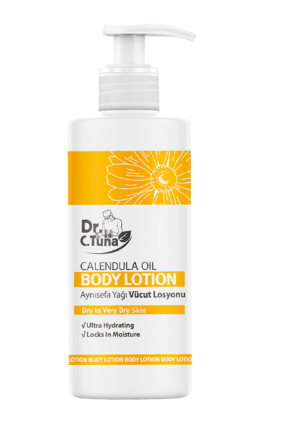 Dr.
C.Tuna
CALENDULA OIL
BODY LOTION
Aynısefa Yağı Vücut Losyonu
Dry to Very Dry Skin
√ Ultra Hydrating
√ Locks In Moisture
LOTION BODY LOTION BODY LOTION BODY LOTION